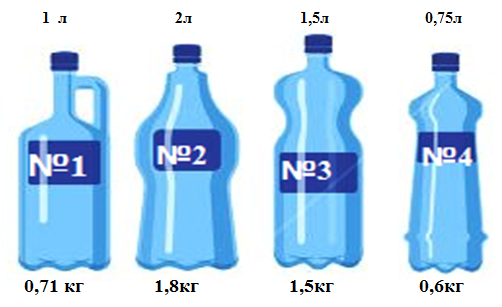 1 л 2л 1,5л 0,75л
№1 №2 №3 №4
0,71 кг 1,8кг 1,5кг 0,6кг